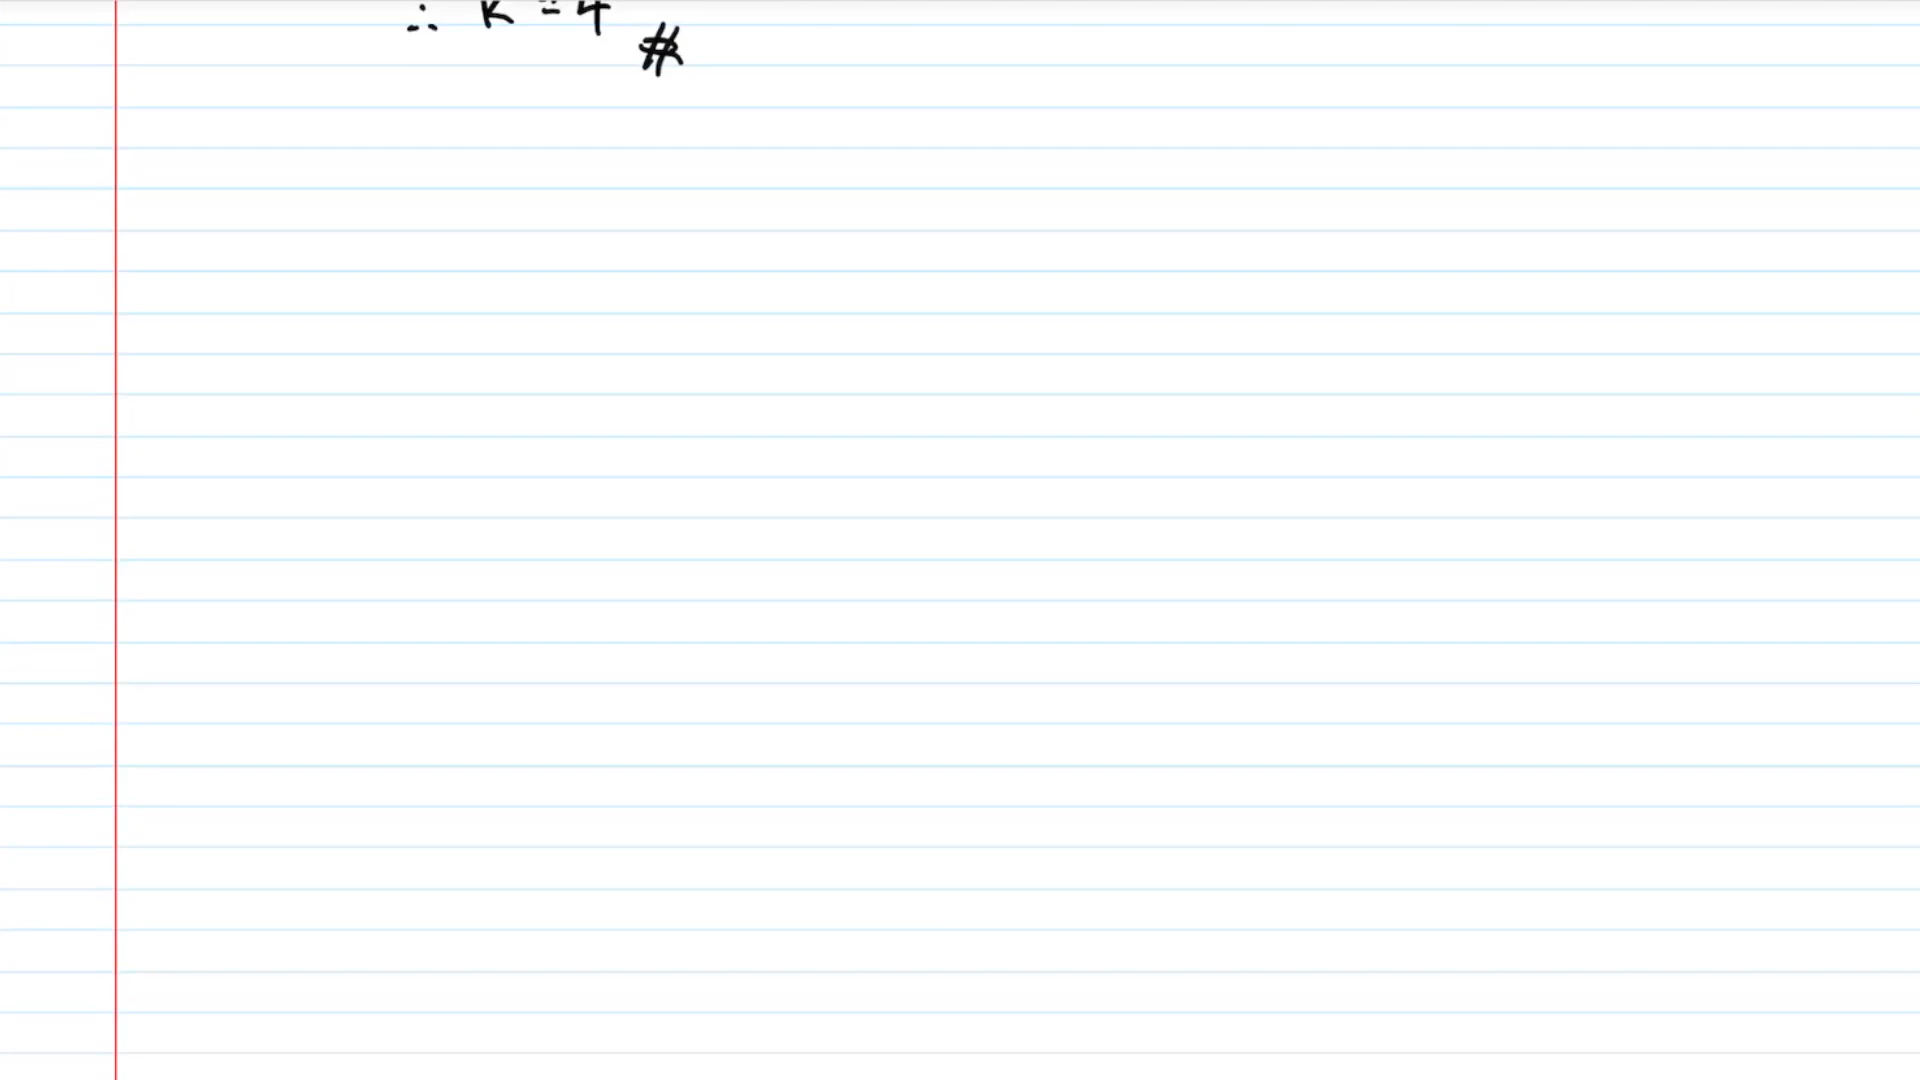 ∴ k = 4 #